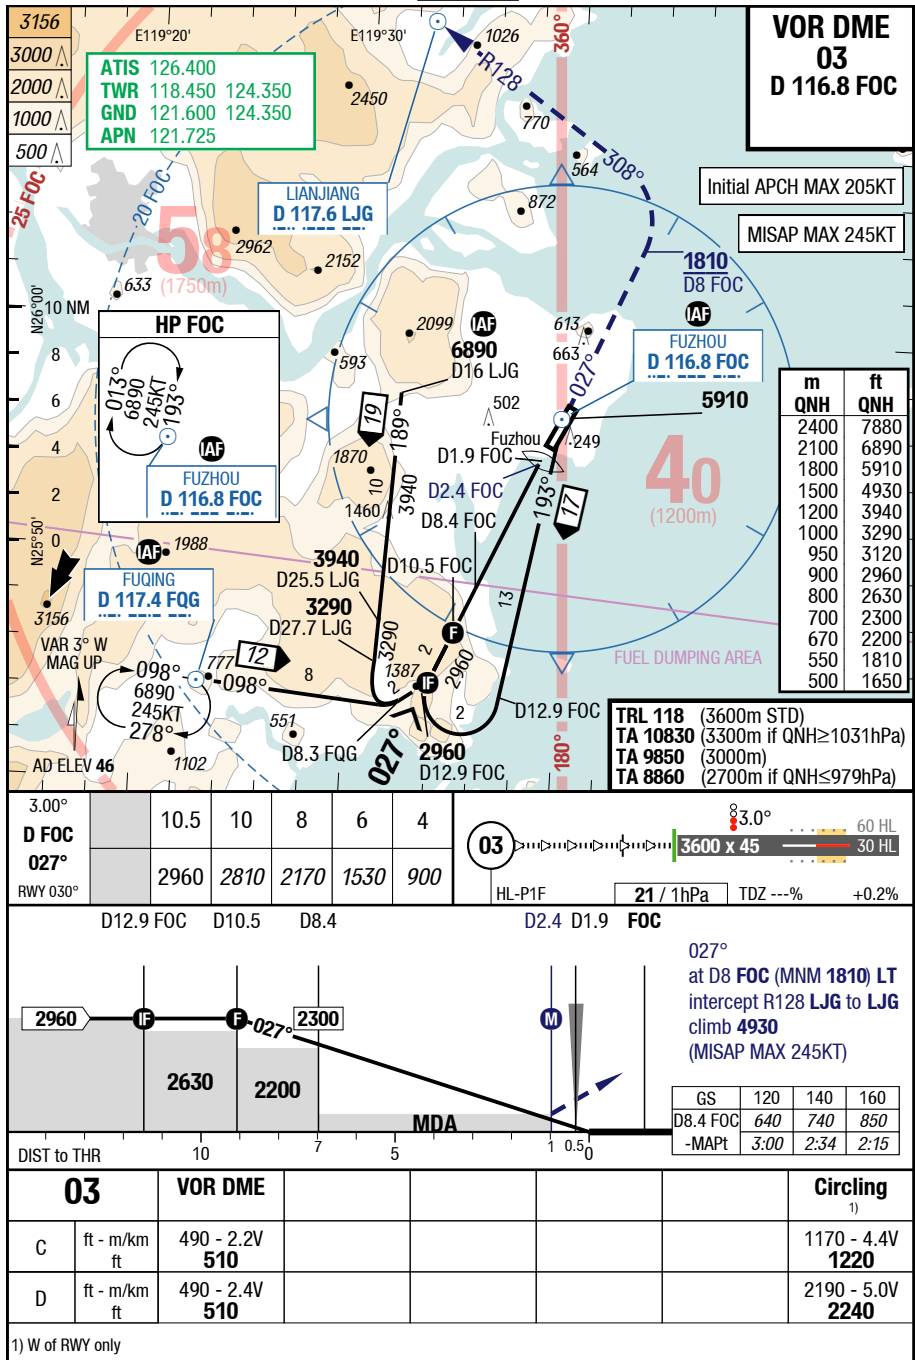 3156
3000
2000
1000
500
E119°20'
E119°30'
ATIS 126.400
TWR 118.450 124.350
GND 121.600 124.350
APN 121.725
VOR DME
03
D 116.8 FOC
Initial APCH MAX 205KT
MISAP MAX 245KT
1026
R128
360°
2450
770
564
308°
872
25 FOC
20 FOC
LIANJIANG
D 117.6 LJG
58
(1750m)
2962
2152
1810
D8 FOC
633
N26°00'
10 NM
8
6
4
2
0
N25°50'
HP FOC
013°
6890
245KT
193°
IAF
FUZHOU
D 116.8 FOC
2099
IAF
6890
D16 LJG
593
613
663
027°
IAF
FUZHOU
D 116.8 FOC
5910
502
249
Fuzhou
D1.9 FOC
D2.4 FOC
D8.4 FOC
D10.5 FOC
19
189°
1870
10
3940
1460
193°
17
40
(1200m)
m ft
QNH QNH
2400 7880
2100 6890
1800 5910
1500 4930
1200 3940
1000 3290
950 3120
900 2960
800 2630
700 2300
670 2200
550 1810
500 1650
IAF
1988
FUQING
D 117.4 FQG
3156
3940
D25.5 LJG
3290
D27.7 LJG
3290
13
F
2
2960
FUEL DUMPING AREA
VAR 3° W
MAG UP
098°
6890
245KT
278°
777
098°
12
8
1387
2
IF
2
D12.9 FOC
551
D8.3 FQG
027°
2960
D12.9 FOC
1102
AD ELEV 46
180°
TRL 118 (3600m STD)
TA 10830 (3300m if QNH≥1031hPa)
TA 9850 (3000m)
TA 8860 (2700m if QNH≤979hPa)
3.00°
D FOC
027°
RWY 030°
10.5 10 8 6 4
2960 2810 2170 1530 900
03
3.0°
3600 x 45
60 HL
30 HL
HL-P1F
21 / 1hPa
TDZ ---%
+0.2%
D12.9 FOC D10.5 D8.4 D2.4 D1.9 FOC
2960
IF
F
027°
2300
M
2630
2200
MDA
027°
at D8 FOC (MNM 1810) LT
intercept R128 LJG to LJG
climb 4930
(MISAP MAX 245KT)
GS 120 140 160
D8.4 FOC 640 740 850
-MAPt 3:00 2:34 2:15
DIST to THR 10 7 5 1 0.5 0
03 VOR DME Circling
1)
C ft - m/km 490 - 2.2V 1170 - 4.4V
ft 510 1220
D ft - m/km 490 - 2.4V 2190 - 5.0V
ft 510 2240
1) W of RWY only